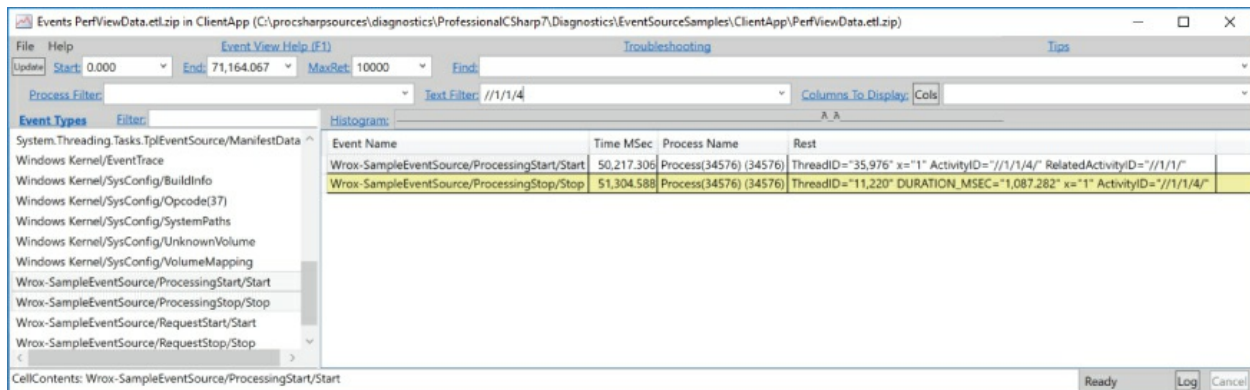 Events PerfViewData.etl.zip in ClientApp (C:\procsharpsources\diagnostics\ProfessionalCSharp7\Diagnostics\EventSourceSamples\ClientApp\PerfViewData.etl.zip)
File Help Event View Help (F1) Troubleshooting Tips
Update Start: 0.000 End: 71,164.067 MaxRet: 10000 Find:
Process Filter: Text Filter: //1/1/4 Columns To Display: Cols
Event Types Filter: Histogram: A_A
System.Threading.Tasks.TplEventSource/ManifestData
Windows Kernel/EventTrace
Windows Kernel/SysConfig/BuildInfo
Windows Kernel/SysConfig/Opcode(37)
Windows Kernel/SysConfig/SystemPaths
Windows Kernel/SysConfig/UnknownVolume
Windows Kernel/SysConfig/VolumeMapping
Wrox-SampleEventSource/ProcessingStart/Start
Wrox-SampleEventSource/ProcessingStop/Stop
Wrox-SampleEventSource/RequestStart/Start
Wrox-SampleEventSource/RequestStop/Stop
Event Name Time MSec Process Name Rest
Wrox-SampleEventSource/ProcessingStart/Start 50,217.306 Process(34576) (34576) ThreadID="35,976" x="1" ActivityID="//1/1/4/" RelatedActivityID="//1/1/"
Wrox-SampleEventSource/ProcessingStop/Stop 51,304.588 Process(34576) (34576) ThreadID="11,220" DURATION_MSEC="1,087.282" x="1" ActivityID="//1/1/4/"
CellContents: Wrox-SampleEventSource/ProcessingStart/Start Ready Log Cancel